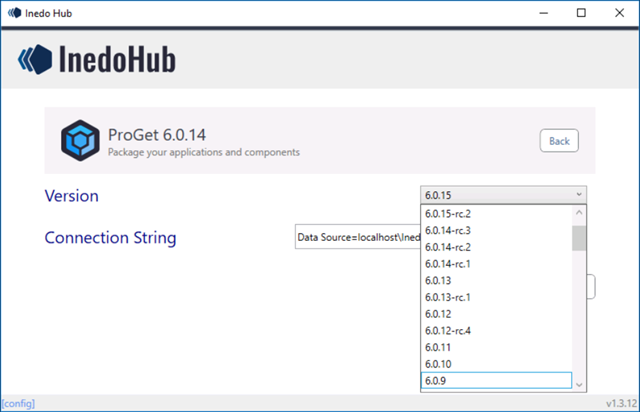 Inedo Hub
InedoHub
ProGet 6.0.14
Package your applications and components
Back
Version
6.0.15
6.0.15-rc.2
6.0.14-rc.3
6.0.14-rc.2
6.0.14-rc.1
6.0.13
6.0.13-rc.1
6.0.12
6.0.12-rc.4
6.0.11
6.0.10
6.0.9
Connection String
Data Source=localhost\Ined
[config]
v1.3.12